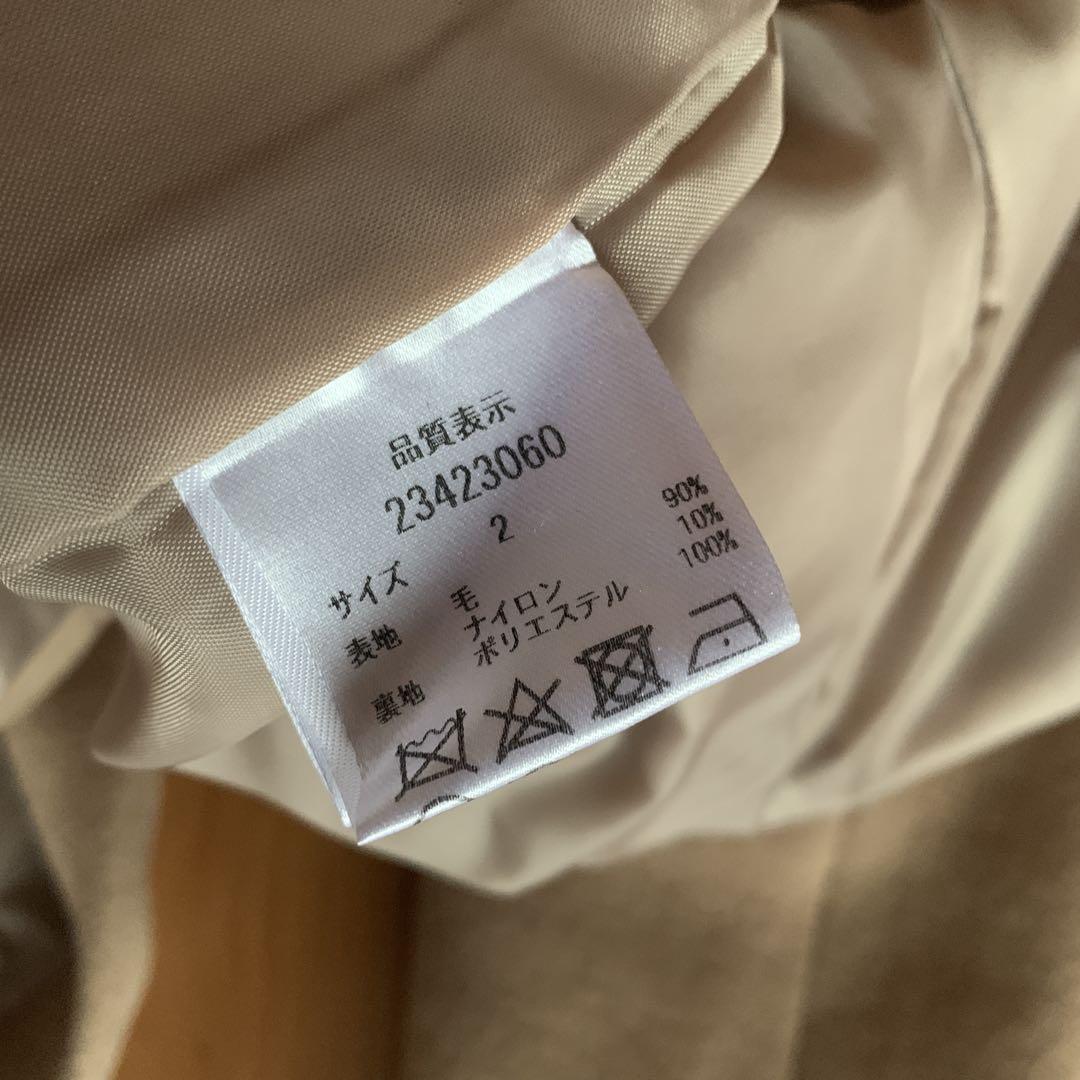 品質表示
23423060
サイズ 2
表地 毛 90%
ナイロン 10%
裏地 ポリエステル 100%